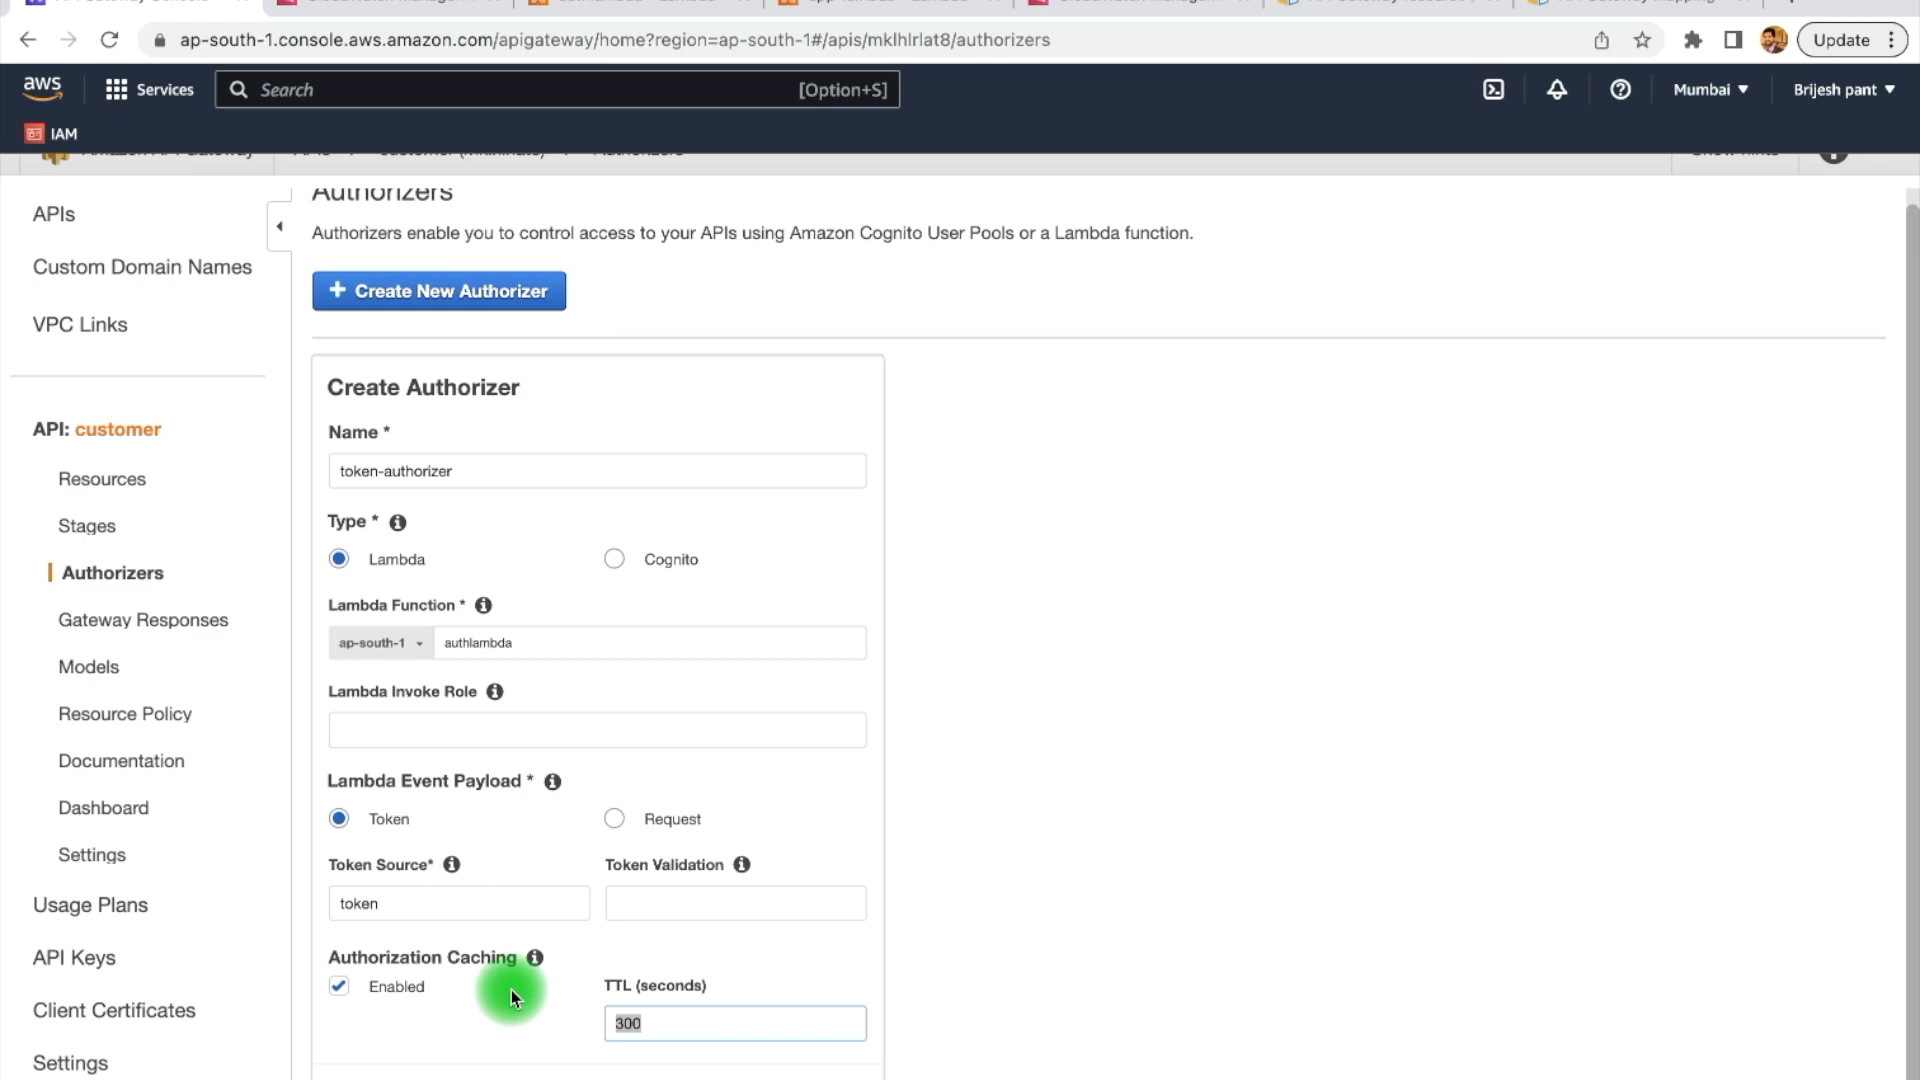 ap-south-1.console.aws.amazon.com/apigateway/home?region=ap-south-1#/apis/mklhlrlat8/authorizers
Update
aws
Services
Search
[Option+S]
Mumbai
Brijesh pant
IAM
Authorizers
Authorizers enable you to control access to your APIs using Amazon Cognito User Pools or a Lambda function.
+ Create New Authorizer
APIs
Custom Domain Names
VPC Links
API: customer
Resources
Stages
Authorizers
Gateway Responses
Models
Resource Policy
Documentation
Dashboard
Settings
Usage Plans
API Keys
Client Certificates
Settings
Create Authorizer
Name *
token-authorizer
Type *
Lambda
Cognito
Lambda Function *
ap-south-1
authlambda
Lambda Invoke Role
Lambda Event Payload *
Token
Request
Token Source*
Token Validation
token
Authorization Caching
Enabled
TTL (seconds)
300